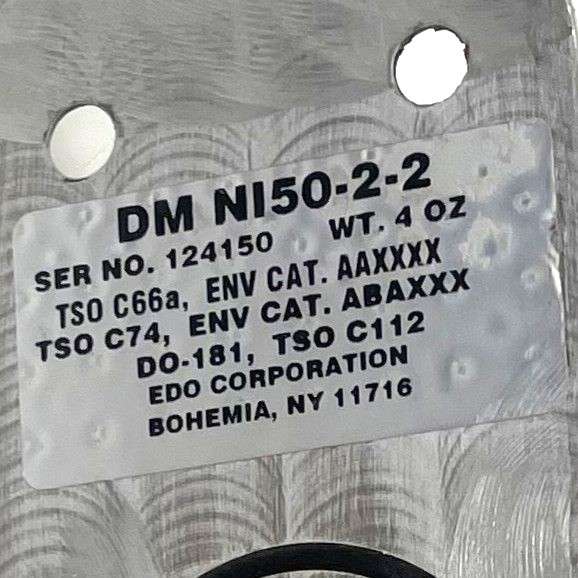 DM NI50-2-2
SER NO. 124150 WT. 4 OZ
TSO C66a, ENV CAT. AAXXXX
TSO C74, ENV CAT. ABAXXX
DO-181, TSO C112
EDO CORPORATION
BOHEMIA, NY 11716